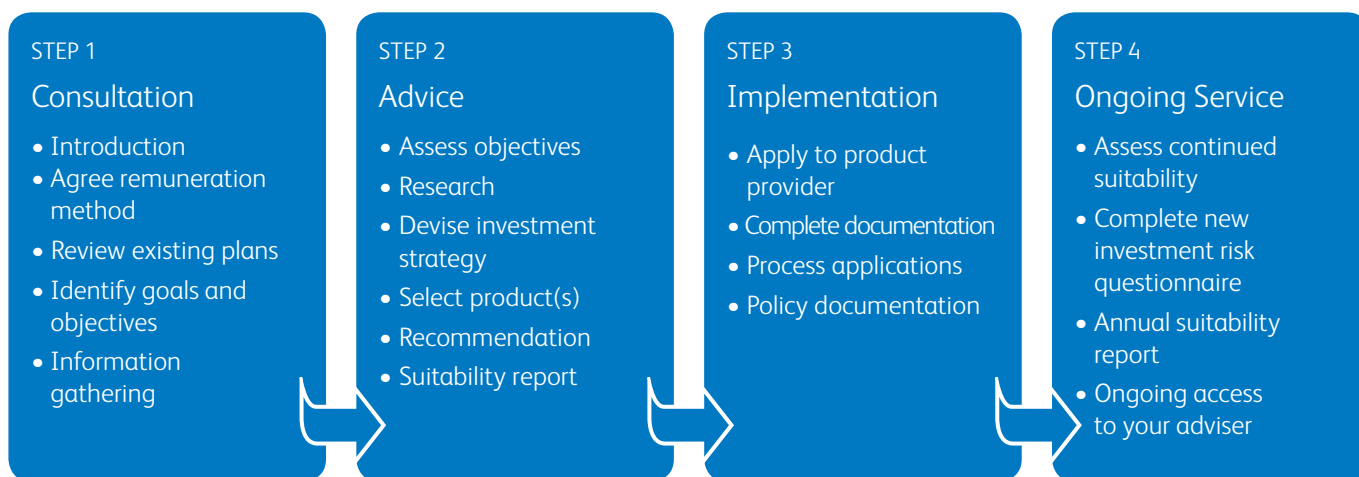 STEP 1
Consultation
• Introduction
• Agree remuneration
method
• Review existing plans
• Identify goals and
objectives
• Information
gathering
STEP 2
Advice
• Assess objectives
• Research
• Devise investment
strategy
• Select product(s)
• Recommendation
• Suitability report
STEP 3
Implementation
• Apply to product
provider
• Complete documentation
• Process applications
• Policy documentation
STEP 4
Ongoing Service
• Assess continued
suitability
• Complete new
investment risk
questionnaire
• Annual suitability
report
• Ongoing access
to your adviser